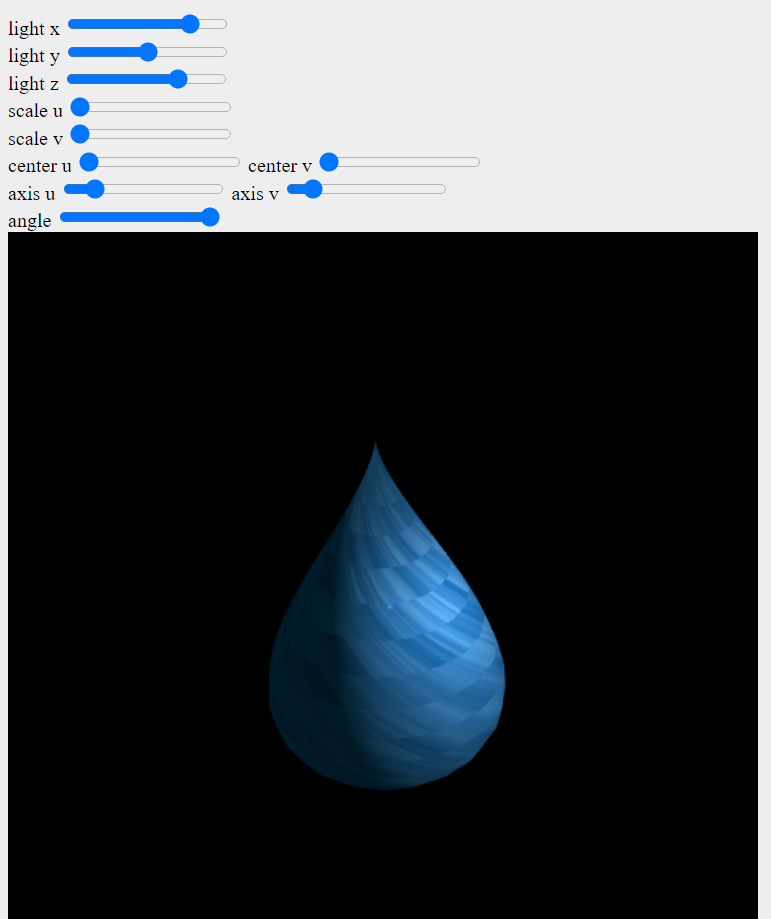 light x
light y
light z
scale u
scale v
center u center v
axis u axis v
angle